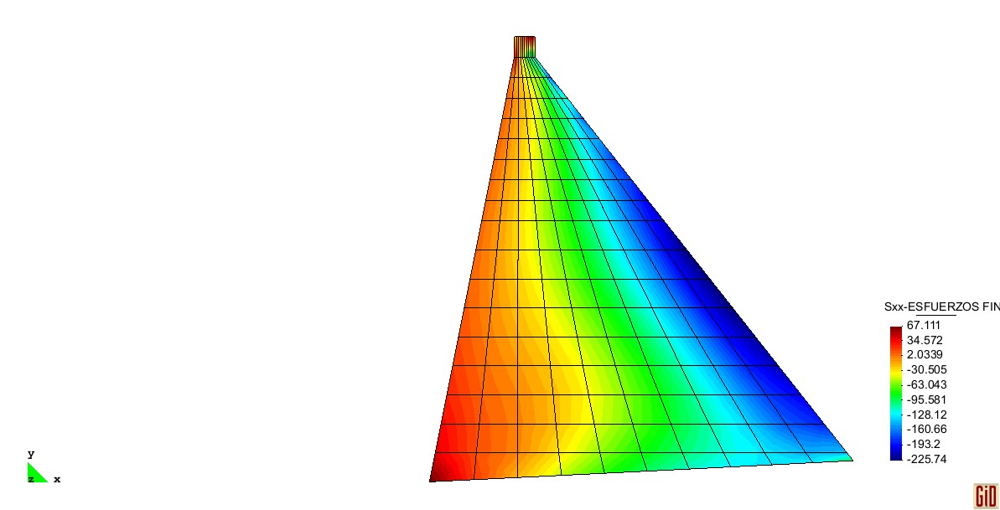 Sxx-ESFUERZOS FIN
67.111
34.572
2.0339
-30.505
-63.043
-95.581
-128.12
-160.66
-193.2
-225.74
y
z x
GiD